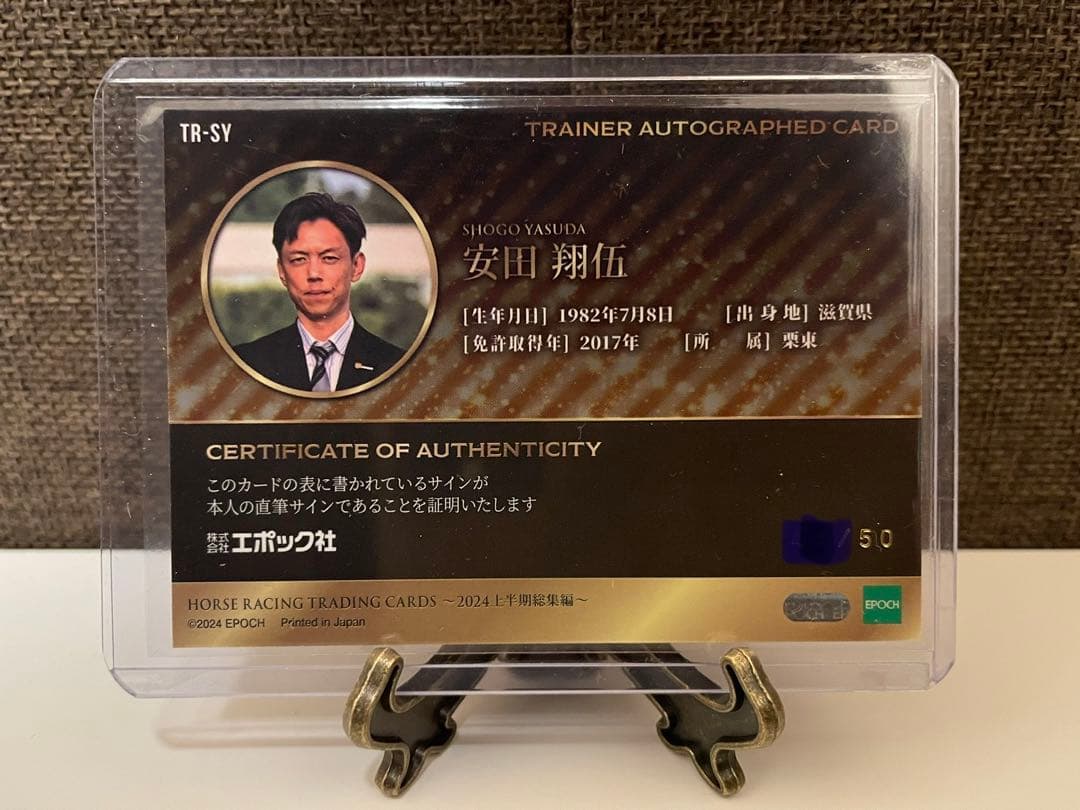 TR-SY
TRAINER AUTOGRAPHED CARD
SHOGO YASUDA
安田 翔伍
[生年月日] 1982年7月8日 [出身地] 滋賀県
[免許取得年] 2017年 [所 属] 栗東
CERTIFICATE OF AUTHENTICITY
このカードの表に書かれているサインが
本人の直筆サインであることを証明いたします
株式会社エポック社
/50
HORSE RACING TRADING CARDS ～2024上半期総集編～
EPOCH
©2024 EPOCH Printed in Japan